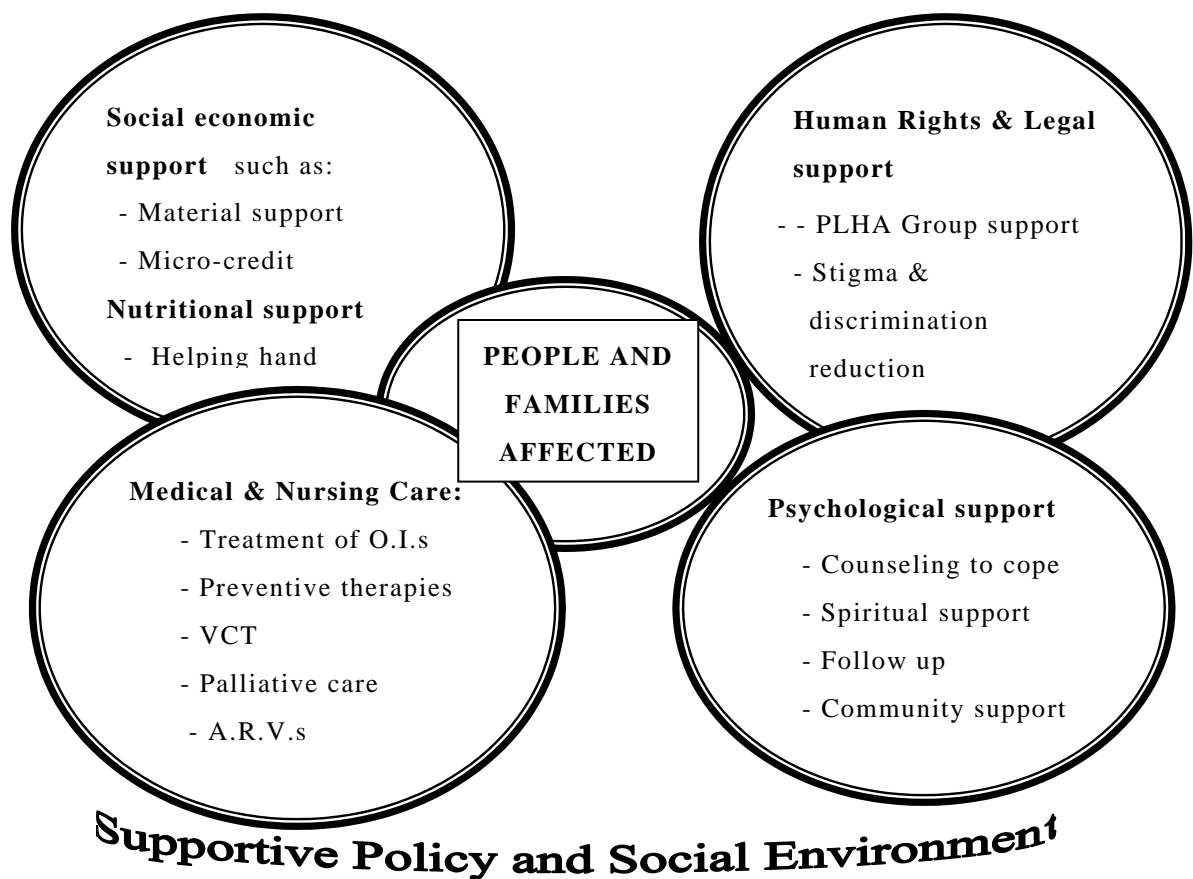 Social economic
support such as:
- Material support
- Micro-credit
Nutritional support
- Helping hand
Human Rights & Legal
support
- - PLHA Group support
- Stigma &
discrimination
reduction
PEOPLE AND
FAMILIES
AFFECTED
Medical & Nursing Care:
- Treatment of O.I.s
- Preventive therapies
- VCT
- Palliative care
- A.R.V.s
Psychological support
- Counseling to cope
- Spiritual support
- Follow up
- Community support
Supportive Policy and Social Environment